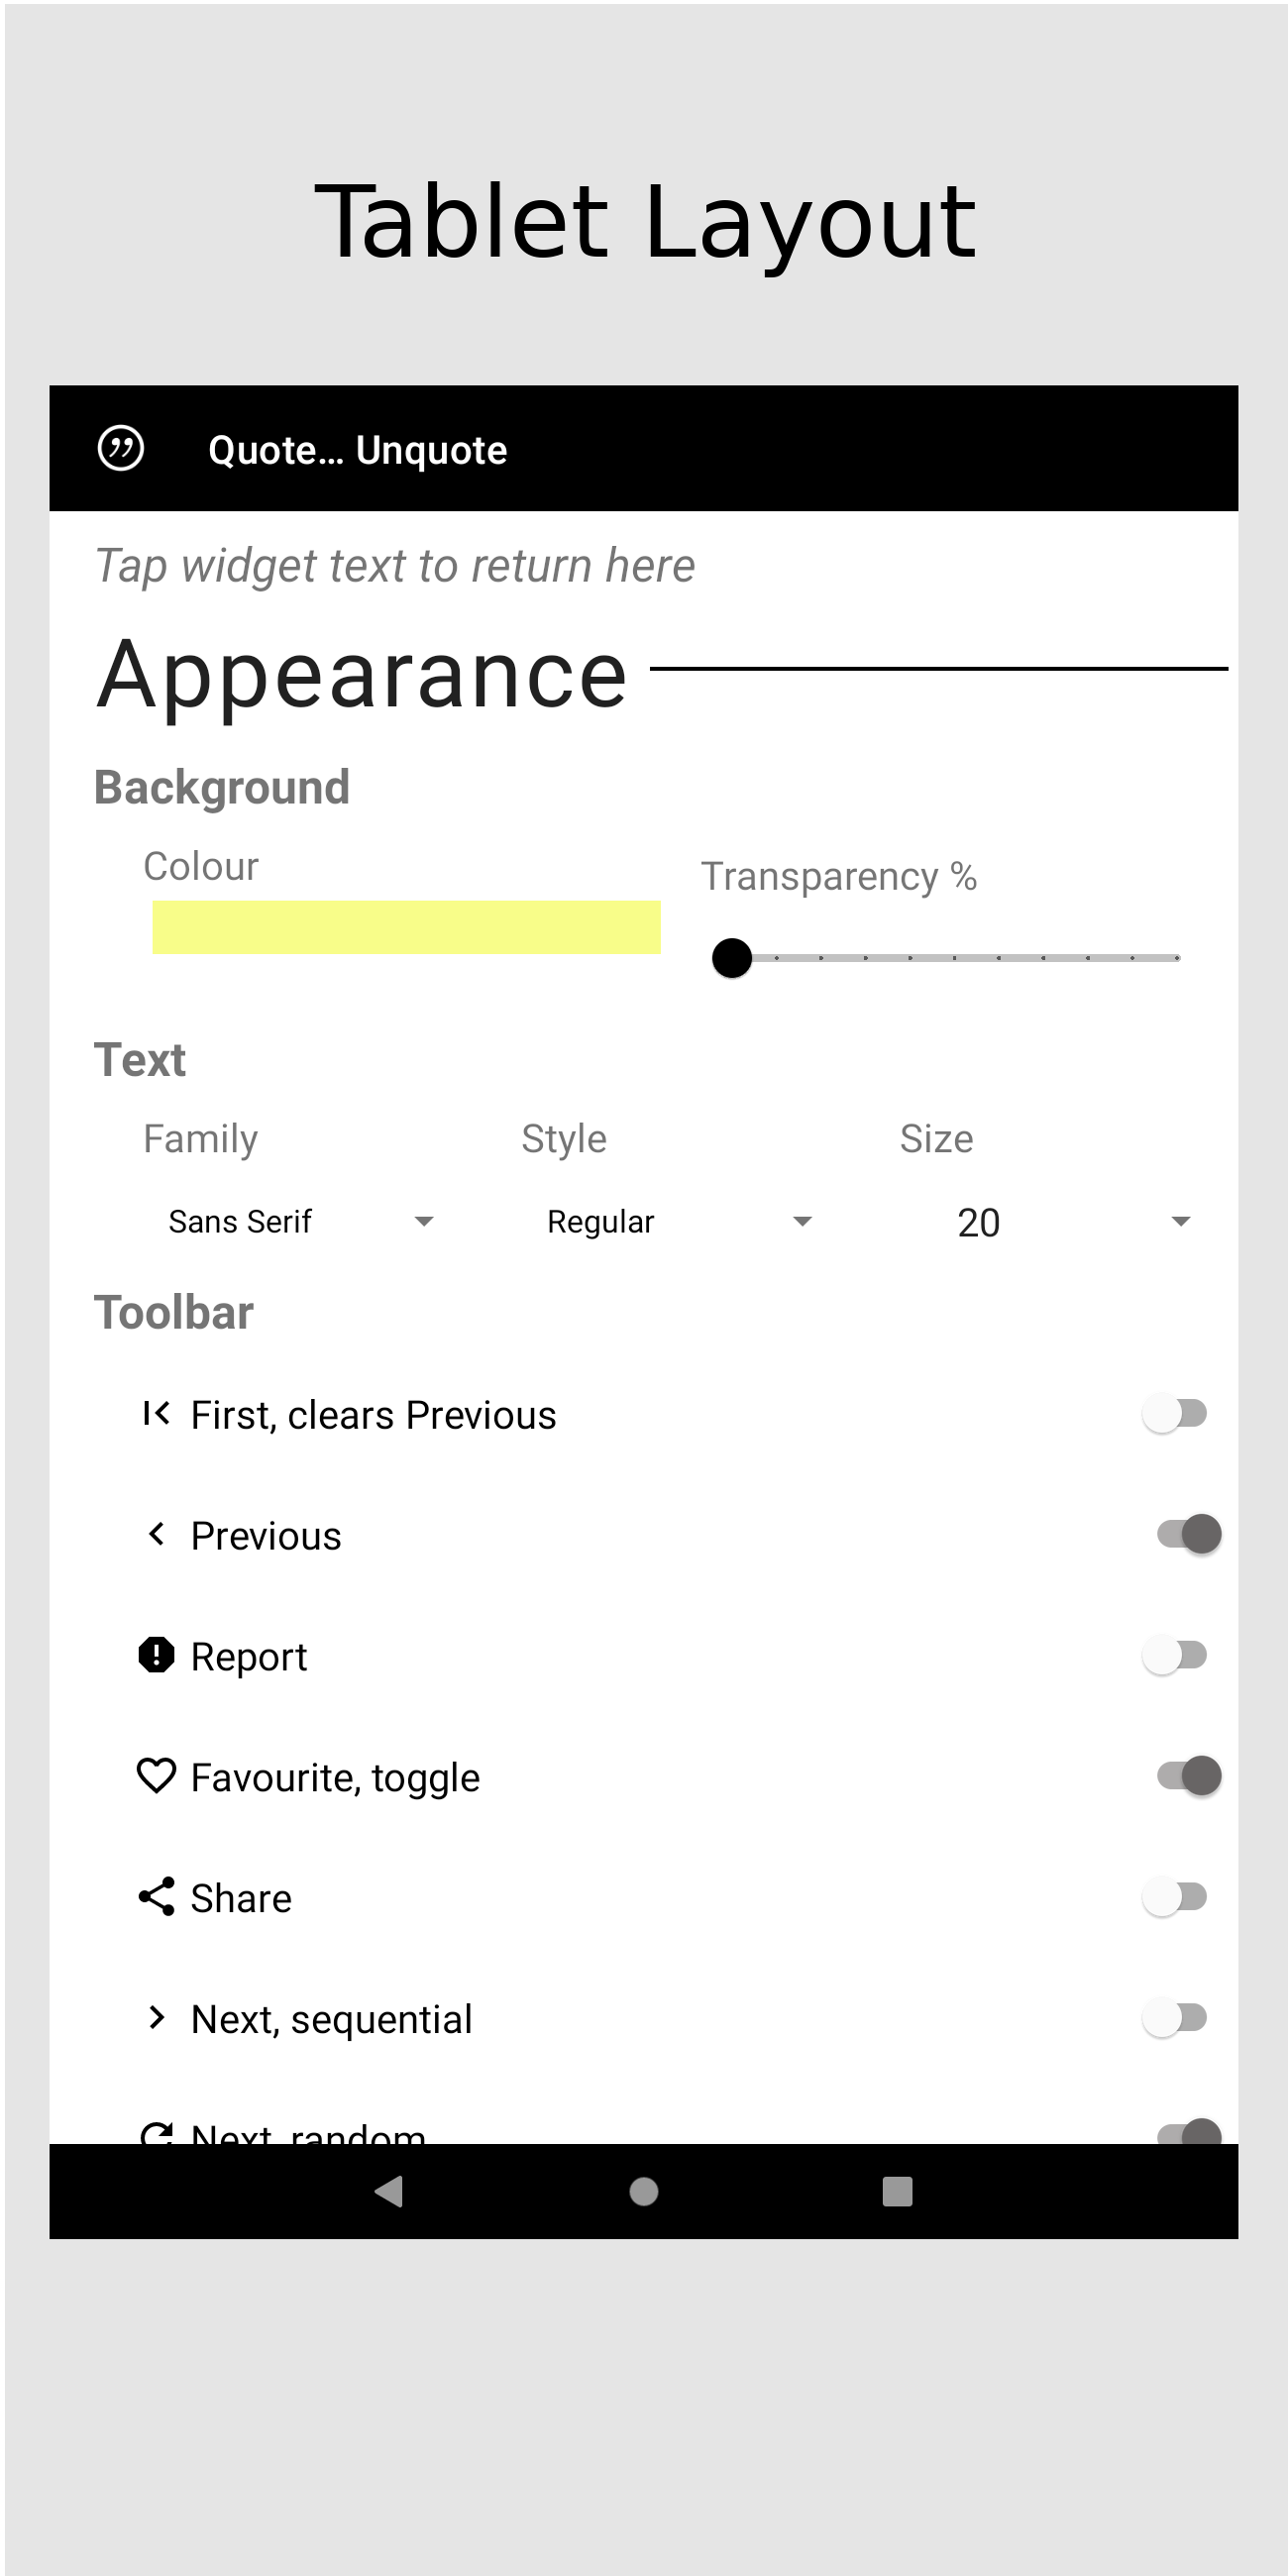 Tablet Layout
Quote... Unquote
Tap widget text to return here
Appearance
Background
Colour
Transparency %
Text
Family Style Size
Sans Serif Regular 20
Toolbar
First, clears Previous
Previous
Report
Favourite, toggle
Share
Next, sequential
Next, random